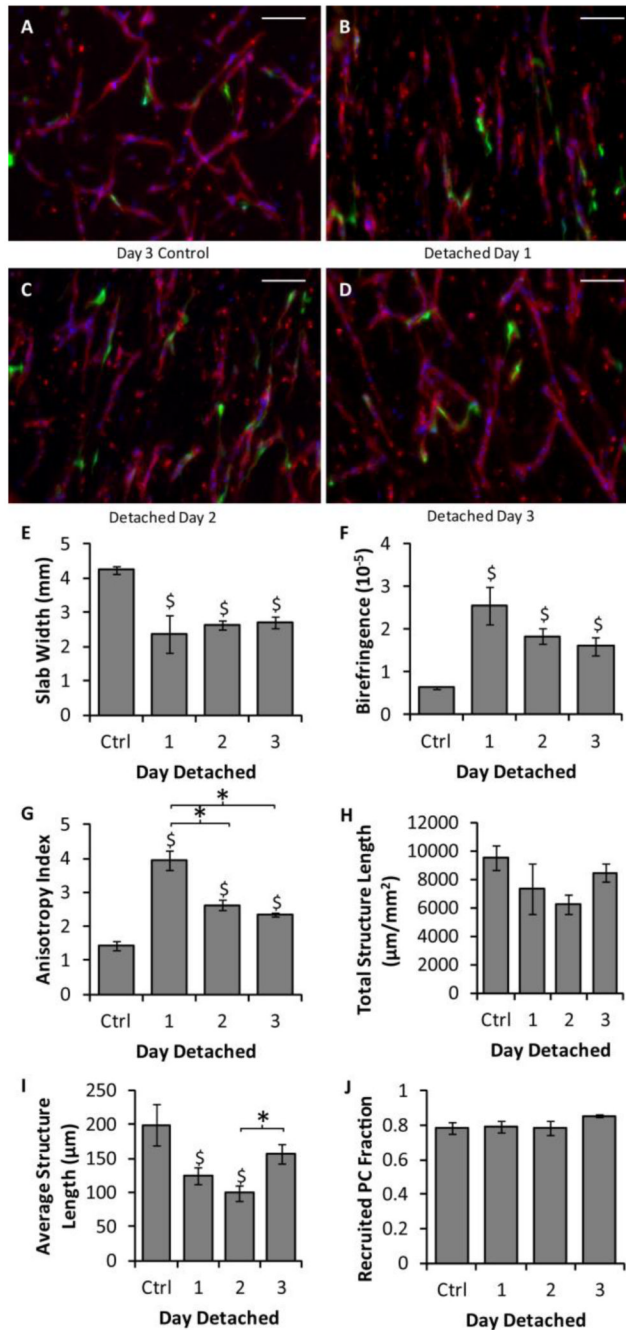 A
B
Day 3 Control
Detached Day 1
C
D
Detached Day 2
Detached Day 3
E
Slab Width (mm)
5
4
3
2
1
0
$
$
$
Ctrl
1
2
3
Day Detached
F
Birefringence (10⁻⁵)
4
3
2
1
0
$
$
$
Ctrl
1
2
3
Day Detached
G
Anisotropy Index
5
4
3
2
1
0
*
*
$
$
$
Ctrl
1
2
3
Day Detached
H
Total Structure Length
(µm/mm²)
12000
10000
8000
6000
4000
2000
0
Ctrl
1
2
3
Day Detached
I
Average Structure
Length (µm)
250
200
150
100
50
0
*
$
$
Ctrl
1
2
3
Day Detached
J
Recruited PC Fraction
1
0.8
0.6
0.4
0.2
0
Ctrl
1
2
3
Day Detached